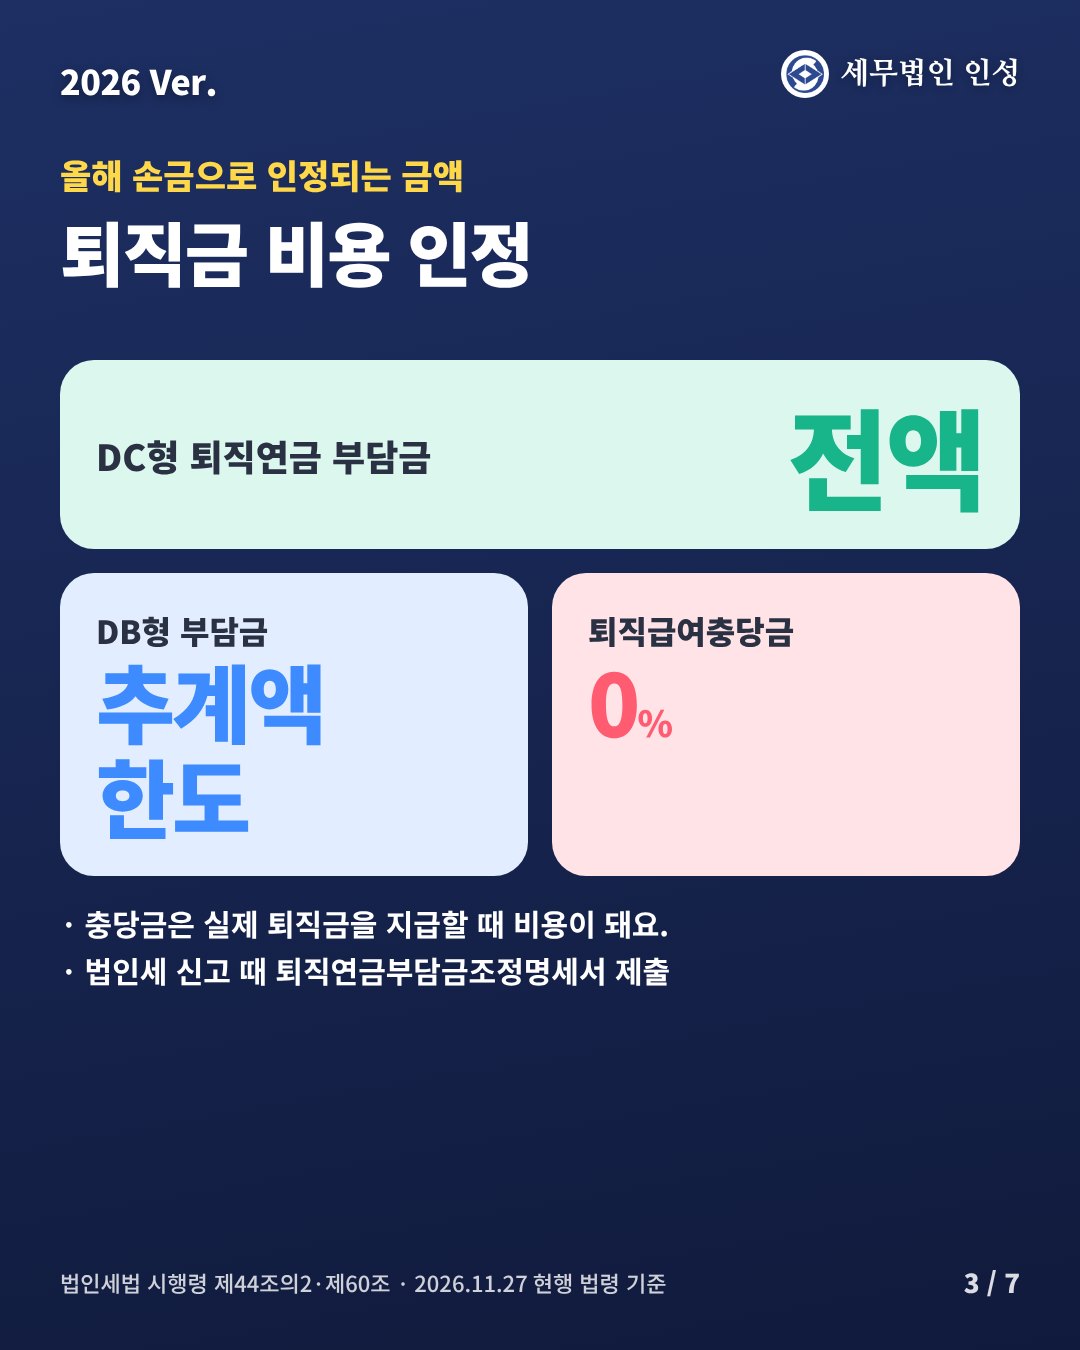 2026 Ver.
세무법인 인성
올해 손금으로 인정되는 금액
퇴직금 비용 인정
DC형 퇴직연금 부담금
전액
DB형 부담금
추계액
한도
퇴직급여충당금
0%
· 충당금은 실제 퇴직금을 지급할 때 비용이 돼요.
· 법인세 신고 때 퇴직연금부담금조정명세서 제출
법인세법 시행령 제44조의2·제60조 · 2026.11.27 현행 법령 기준
3 / 7